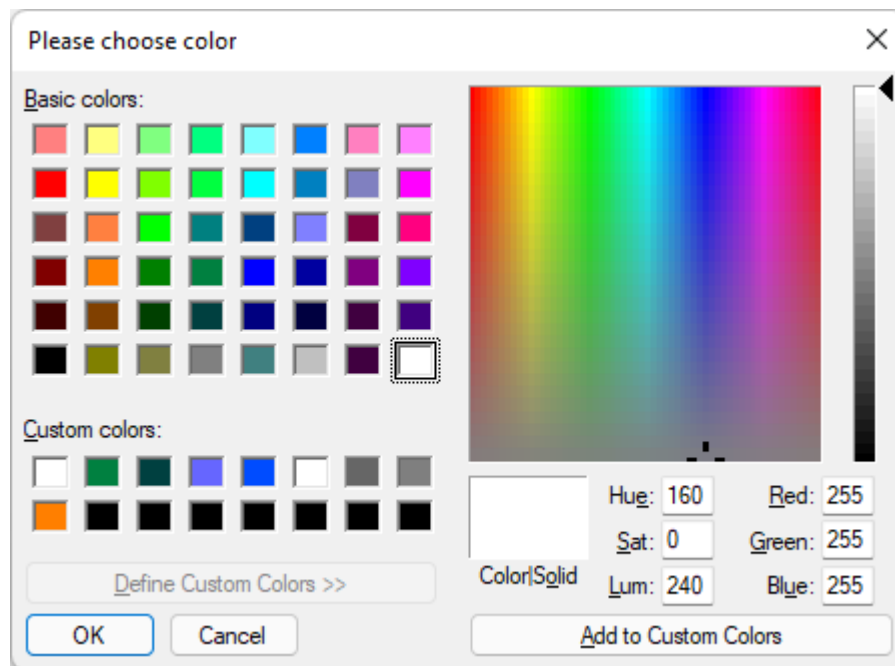 Please choose color
Basic colors:
Custom colors:
Define Custom Colors >>
OK
Cancel
Color|Solid
Hue: 160
Sat: 0
Lum: 240
Red: 255
Green: 255
Blue: 255
Add to Custom Colors